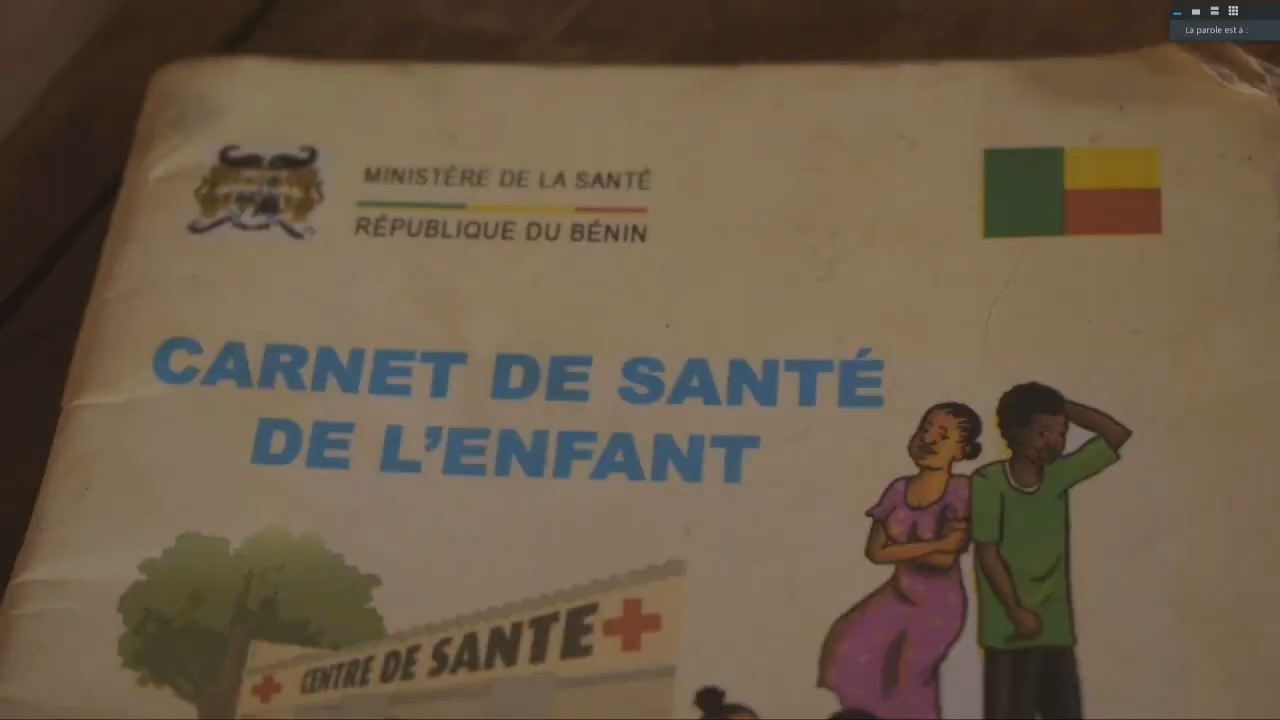 La parole est à :
MINISTÈRE DE LA SANTÉ
RÉPUBLIQUE DU BÉNIN
CARNET DE SANTÉ
DE L'ENFANT
CENTRE DE SANTE